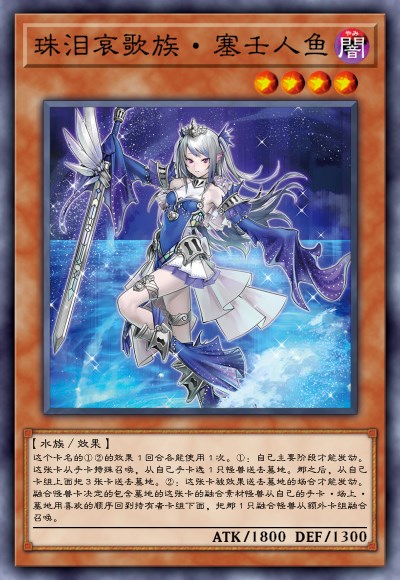 珠泪哀歌族・塞壬人鱼
やみ
闇
【水族／效果】
这个卡名的①②的效果1回合各能使用1次。①：自己主要阶段才能发动。
这张卡从手卡特殊召唤，从自己手卡选1只怪兽送去墓地。那之后，从自己
卡组上面把3张卡送去墓地。②：这张卡被效果送去墓地的场合才能发动。
融合怪兽卡决定的包含墓地的这张卡的融合素材怪兽从自己的手卡・场上・
墓地用喜欢的顺序回到持有者卡组下面，把那1只融合怪兽从额外卡组融合
召唤。
ATK/1800 DEF/1300